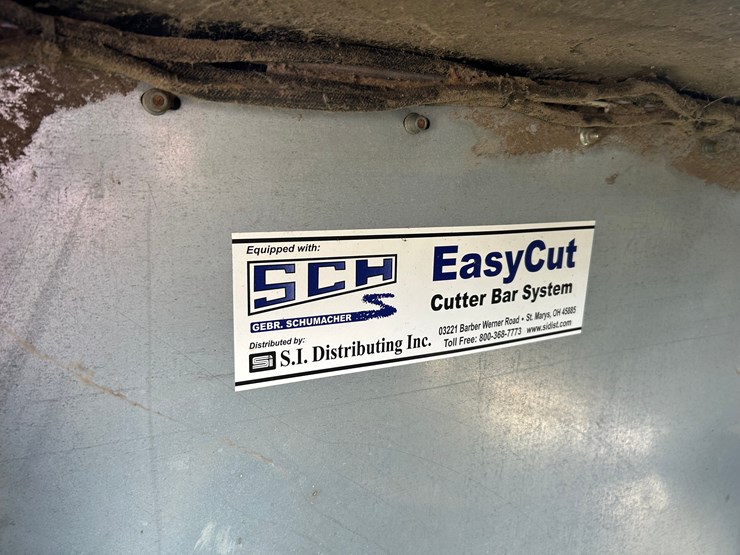 Equipped with:
SCH
S
GEBR. SCHUMACHER
Distributed by:
Si S.I. Distributing Inc.
EasyCut
Cutter Bar System
03221 Barber Werner Road • St. Marys, OH 45885
Toll Free: 800-368-7773 www.sidist.com